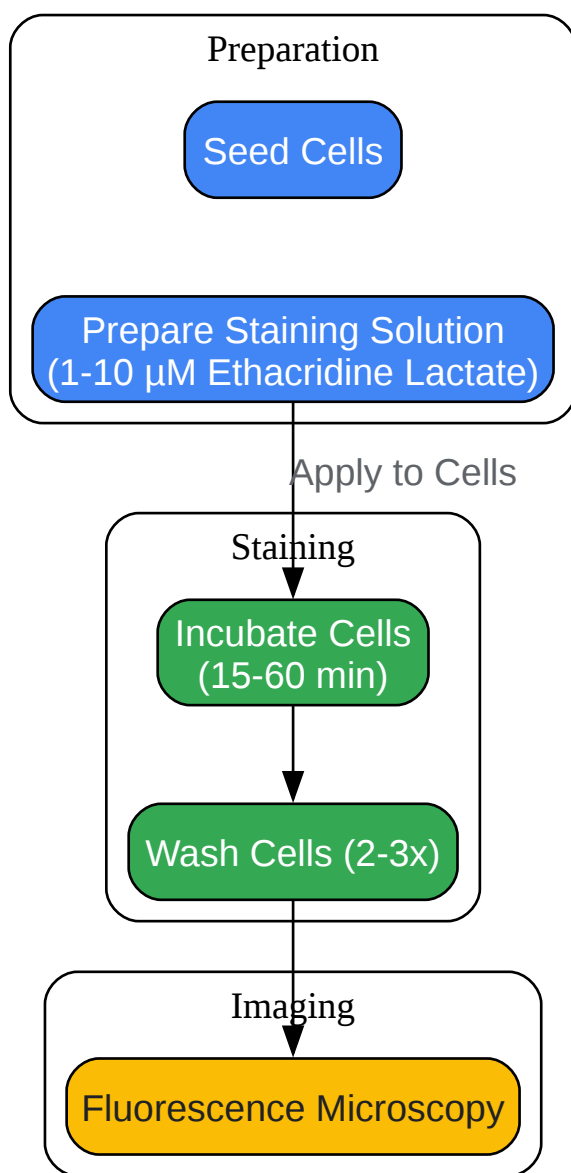 Preparation
Seed Cells
Prepare Staining Solution
(1-10 µM Ethacridine Lactate)
Apply to Cells
Staining
Incubate Cells
(15-60 min)
Wash Cells (2-3x)
Imaging
Fluorescence Microscopy